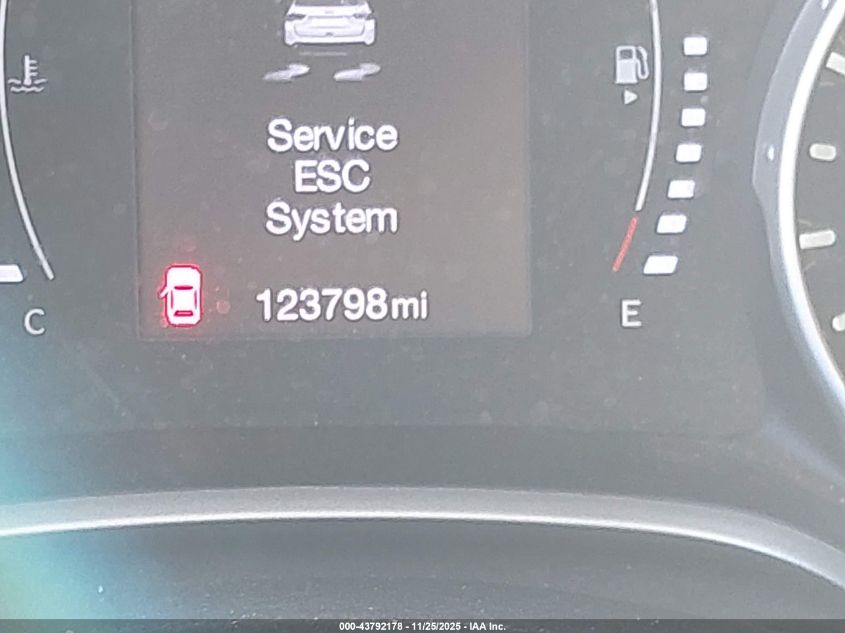 Service
ESC
System
123798mi
C
E
000-43792178 - 11/25/2025 - IAA Inc.